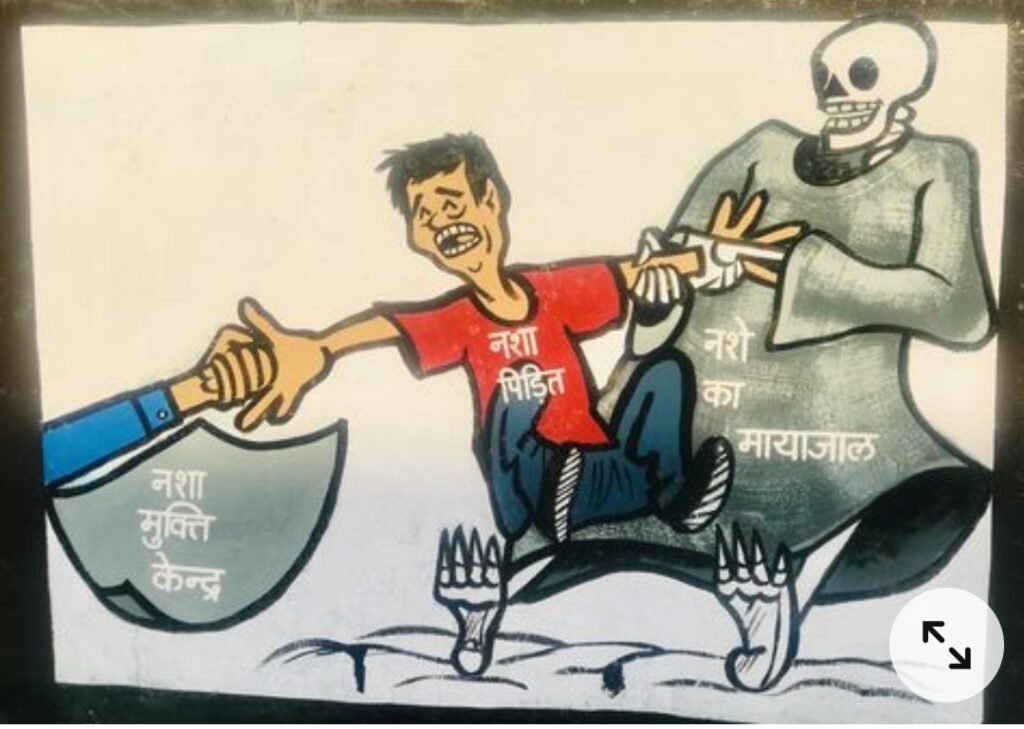 नशा
पिड़ित
नशे
का
मायाजाल
नशा
मुक्ति
केन्द्र